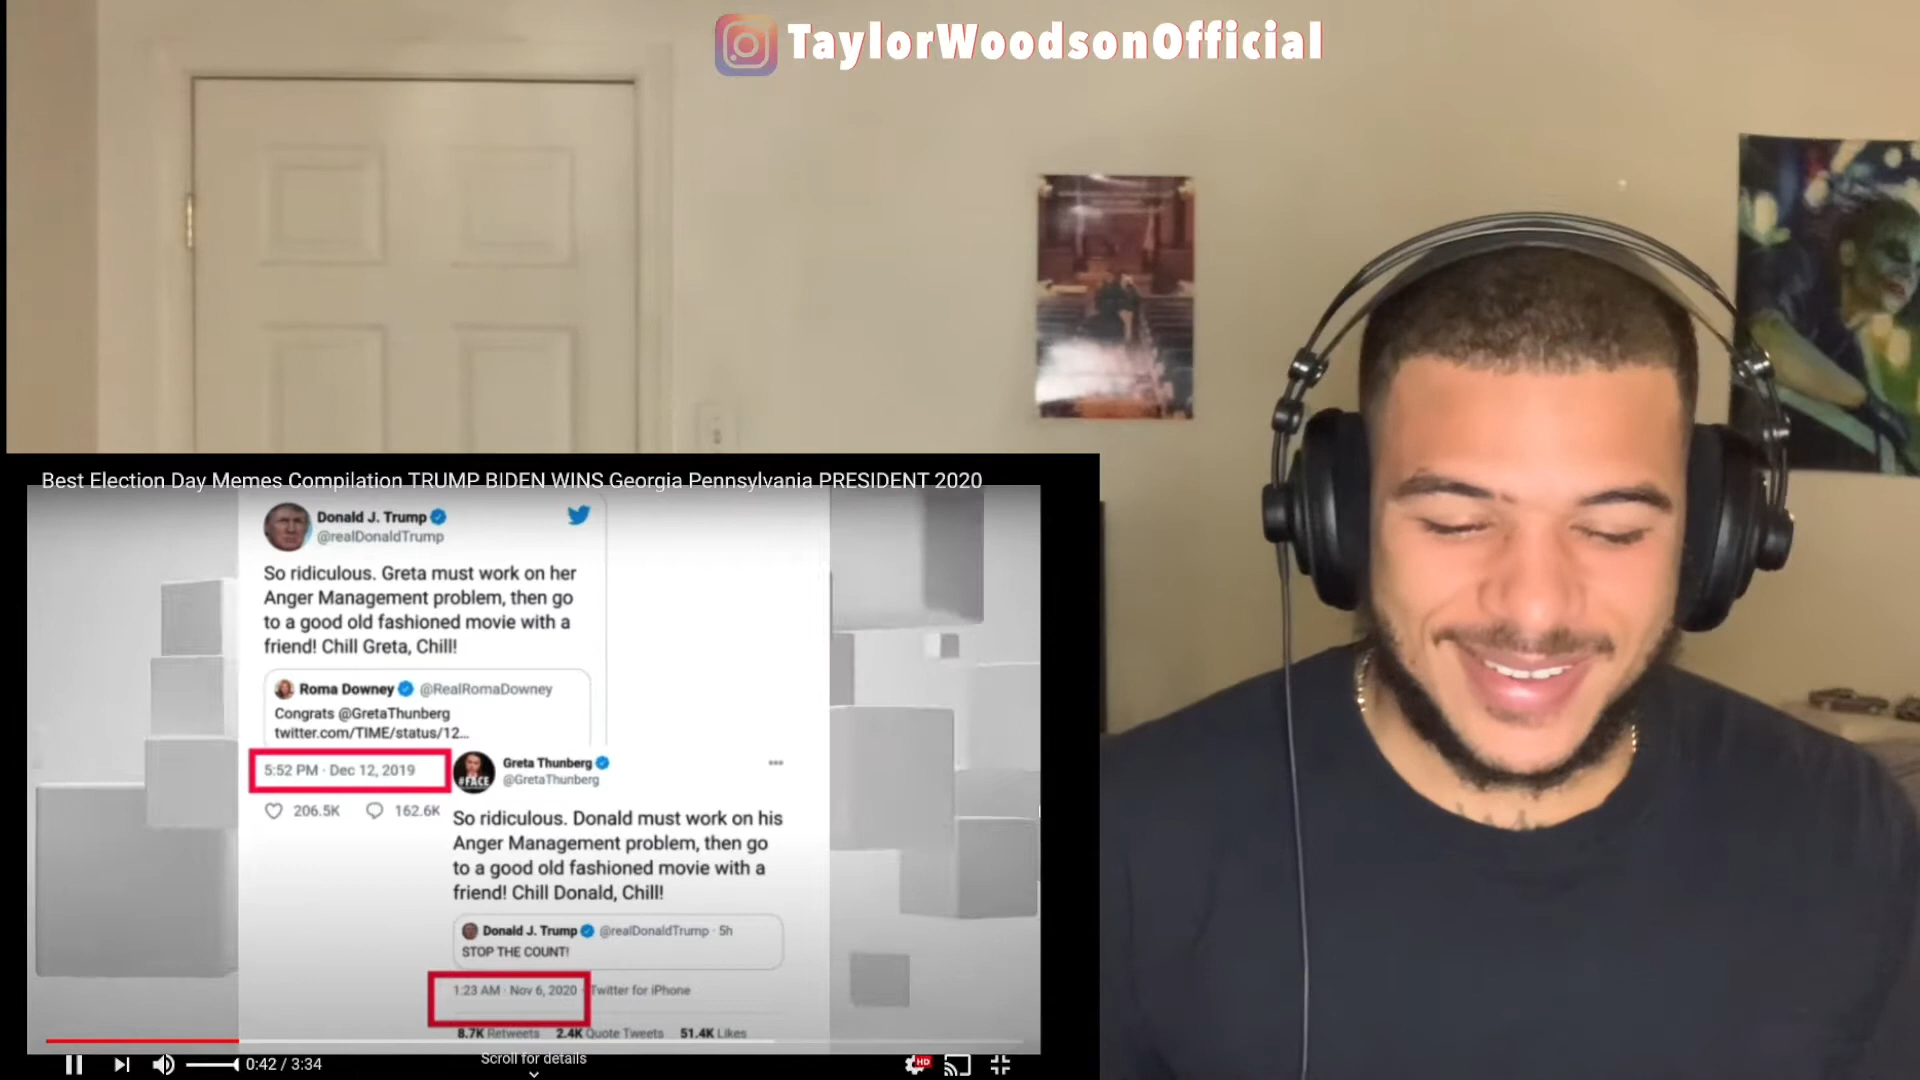 TaylorWoodsonOfficial
Best Election Day Memes Compilation TRUMP BIDEN WINS Georgia Pennsylvania PRESIDENT 2020
Donald J. Trump
@realDonaldTrump
So ridiculous. Greta must work on her
Anger Management problem, then go
to a good old fashioned movie with a
friend! Chill Greta, Chill!
Roma Downey @RealRomaDowney
Congrats @GretaThunberg
twitter.com/TIME/status/12...
5:52 PM · Dec 12, 2019
206.5K 162.6K
#FACE
Greta Thunberg
@GretaThunberg
So ridiculous. Donald must work on his
Anger Management problem, then go
to a good old fashioned movie with a
friend! Chill Donald, Chill!
Donald J. Trump @realDonaldTrump · 5h
STOP THE COUNT!
1:23 AM · Nov 6, 2020 · Twitter for iPhone
8.7K Retweets 2.4K Quote Tweets 51.4K Likes
0:42 / 3:34
Scroll for details
HD